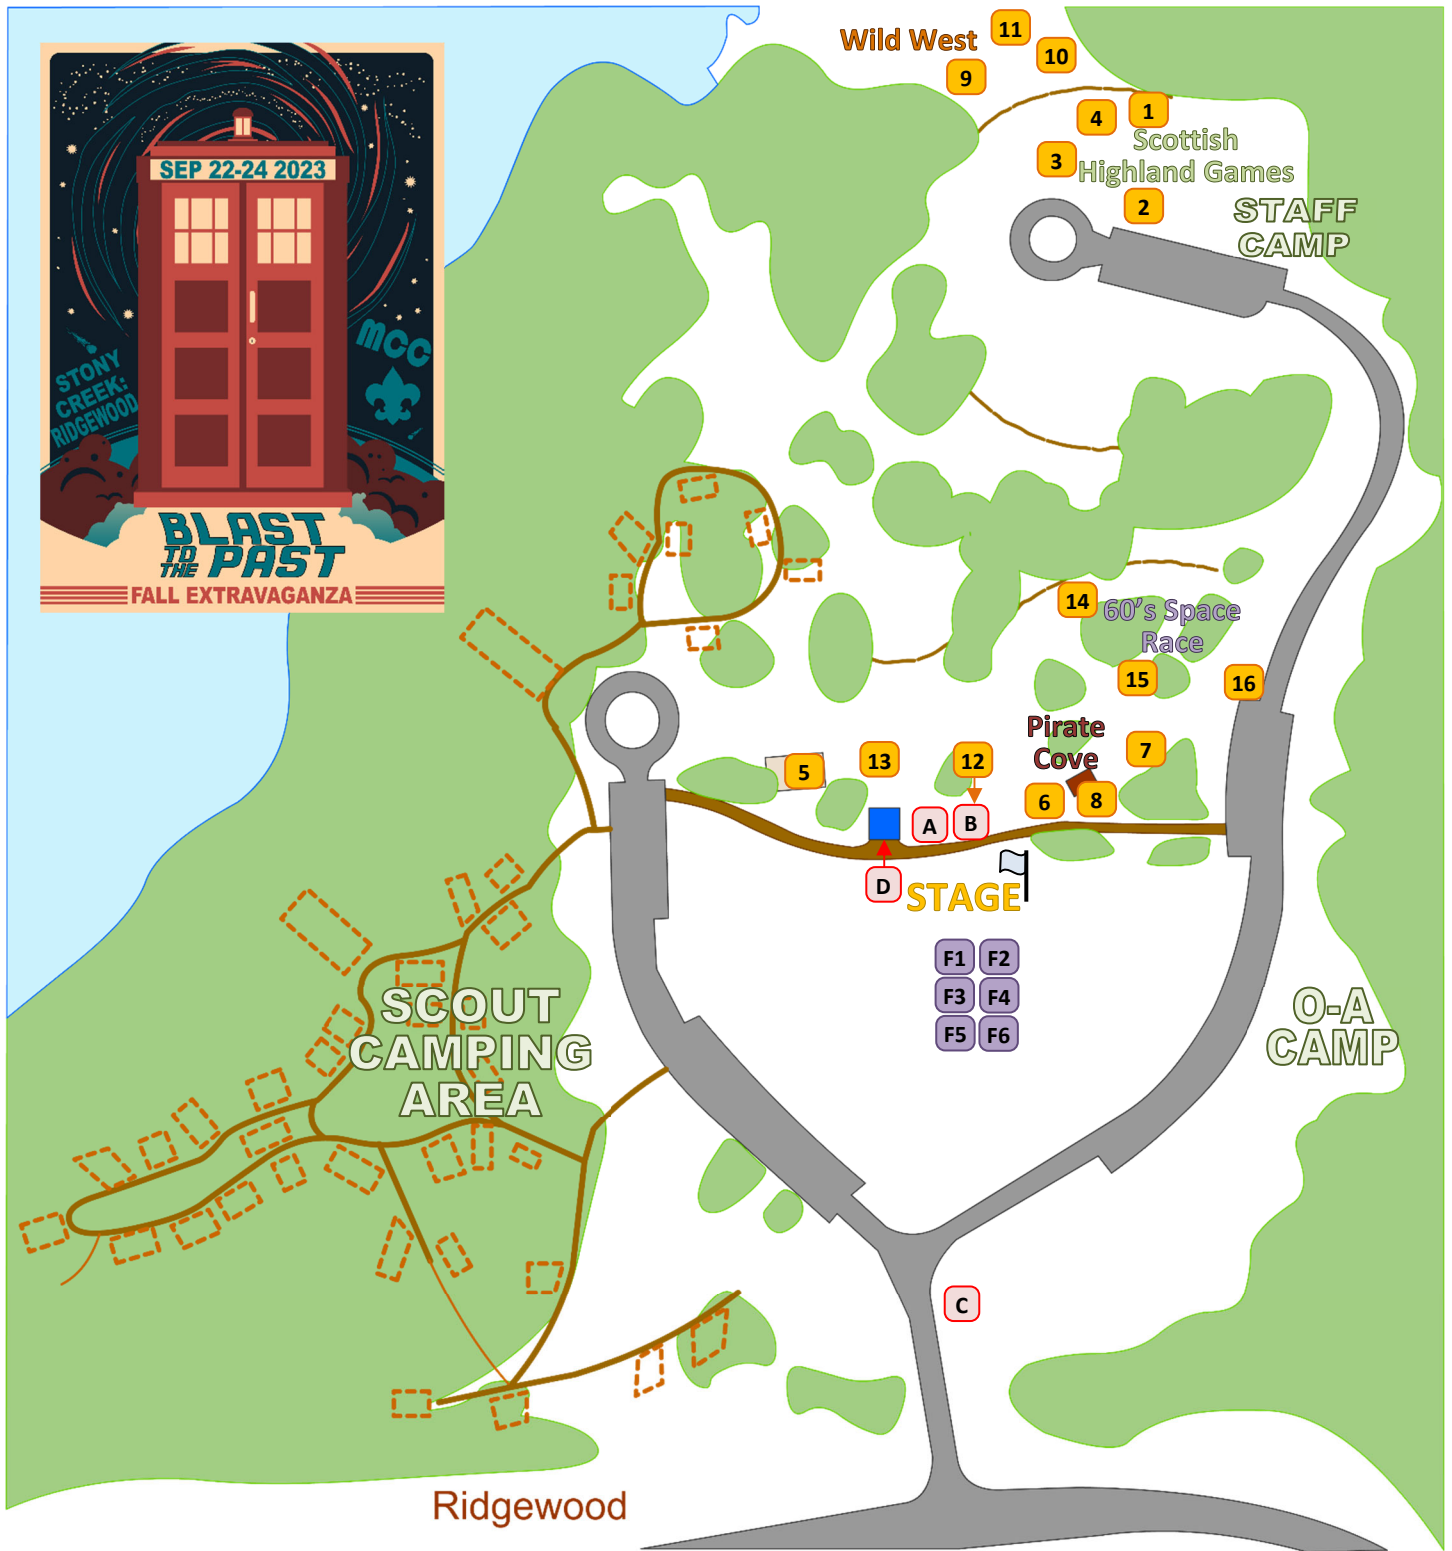 SEP 22-24 2023
STONY
CREEK:
RIDGEWOOD
MCC
BLAST
TO THE PAST
FALL EXTRAVAGANZA
Wild West
11
10
9
4
1
Scottish
Highland Games
3
2
STAFF
CAMP
14
60's Space
Race
15
16
Pirate
Cove
7
5
13
12
6
8
A
B
D
STAGE
F1 F2
F3 F4
F5 F6
SCOUT
CAMPING
AREA
O-A
CAMP
C
Ridgewood